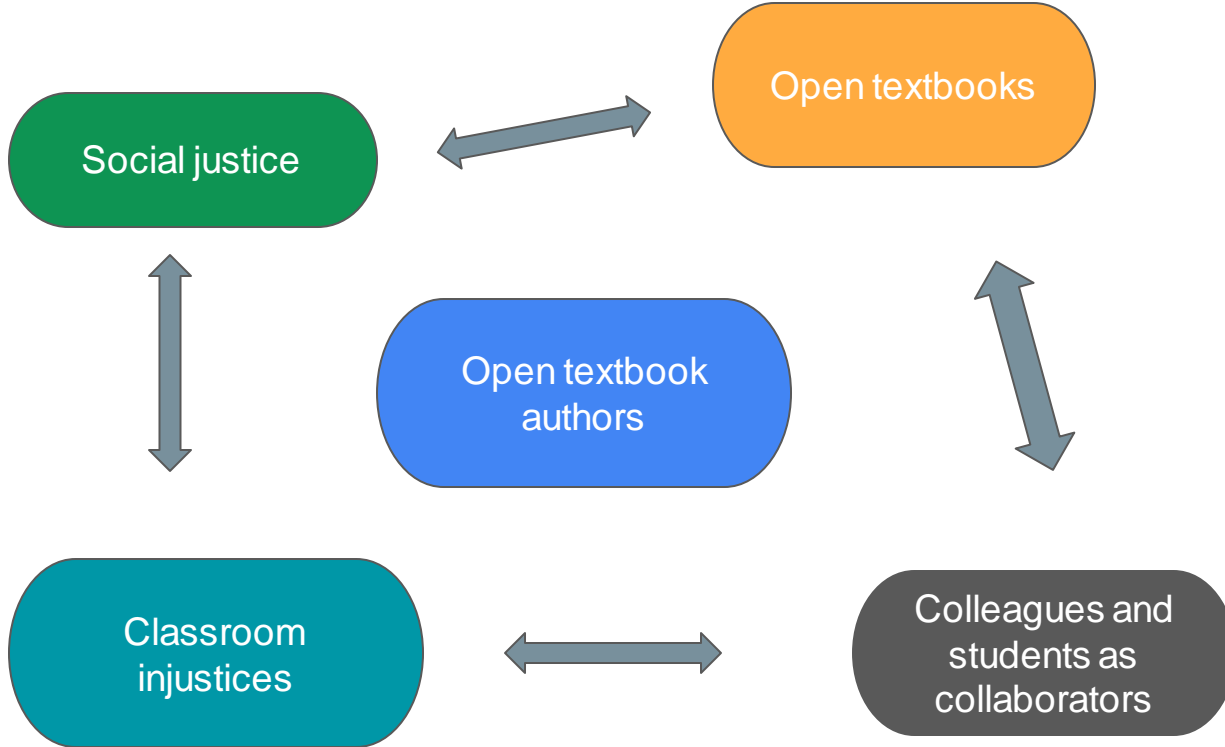 Open textbooks
Social justice
Open textbook
authors
Classroom
injustices
Colleagues and
students as
collaborators